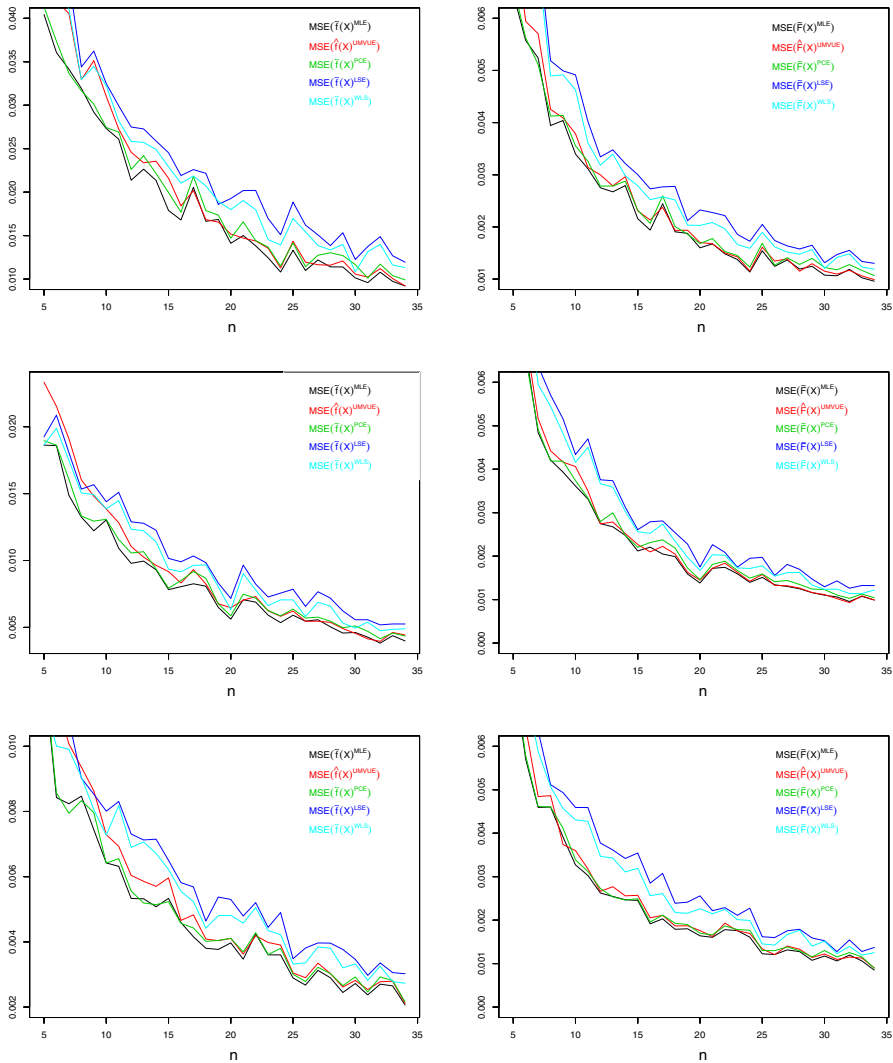 0.040
0.035
0.030
0.025
0.020
0.015
0.010
MSE(f̃(X)^MLE)
MSE(f̂(X)^UMVUE)
MSE(f̃(X)^PCE)
MSE(f̃(X)^LSE)
MSE(f̃(X)^WLS)
5 10 15 20 25 30 35
n
0.006
0.005
0.004
0.003
0.002
0.001
MSE(F̃(X)^MLE)
MSE(F̂(X)^UMVUE)
MSE(F̃(X)^PCE)
MSE(F̃(X)^LSE)
MSE(F̃(X)^WLS)
5 10 15 20 25 30 35
n
0.020
0.015
0.010
0.005
MSE(f̃(X)^MLE)
MSE(f̂(X)^UMVUE)
MSE(f̃(X)^PCE)
MSE(f̃(X)^LSE)
MSE(f̃(X)^WLS)
5 10 15 20 25 30 35
n
0.006
0.005
0.004
0.003
0.002
0.001
0.000
MSE(F̃(X)^MLE)
MSE(F̂(X)^UMVUE)
MSE(F̃(X)^PCE)
MSE(F̃(X)^LSE)
MSE(F̃(X)^WLS)
5 10 15 20 25 30 35
n
0.010
0.008
0.006
0.004
0.002
MSE(f̃(X)^MLE)
MSE(f̂(X)^UMVUE)
MSE(f̃(X)^PCE)
MSE(f̃(X)^LSE)
MSE(f̃(X)^WLS)
5 10 15 20 25 30 35
n
0.006
0.005
0.004
0.003
0.002
0.001
0.000
MSE(F̃(X)^MLE)
MSE(F̂(X)^UMVUE)
MSE(F̃(X)^PCE)
MSE(F̃(X)^LSE)
MSE(F̃(X)^WLS)
5 10 15 20 25 30 35
n